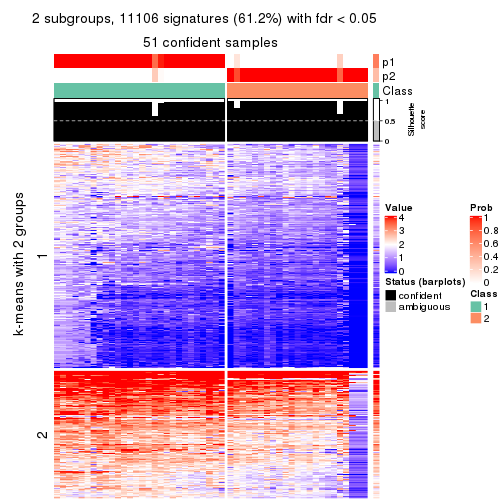 2 subgroups, 11106 signatures (61.2%) with fdr < 0.05
51 confident samples
p1
p2
Class
1
0.5
0
Silhouette
score
k-means with 2 groups
1
2
Value
4
3
2
1
0
Status (barplots)
confident
ambiguous
Prob
1
0.8
0.6
0.4
0.2
0
Class
1
2